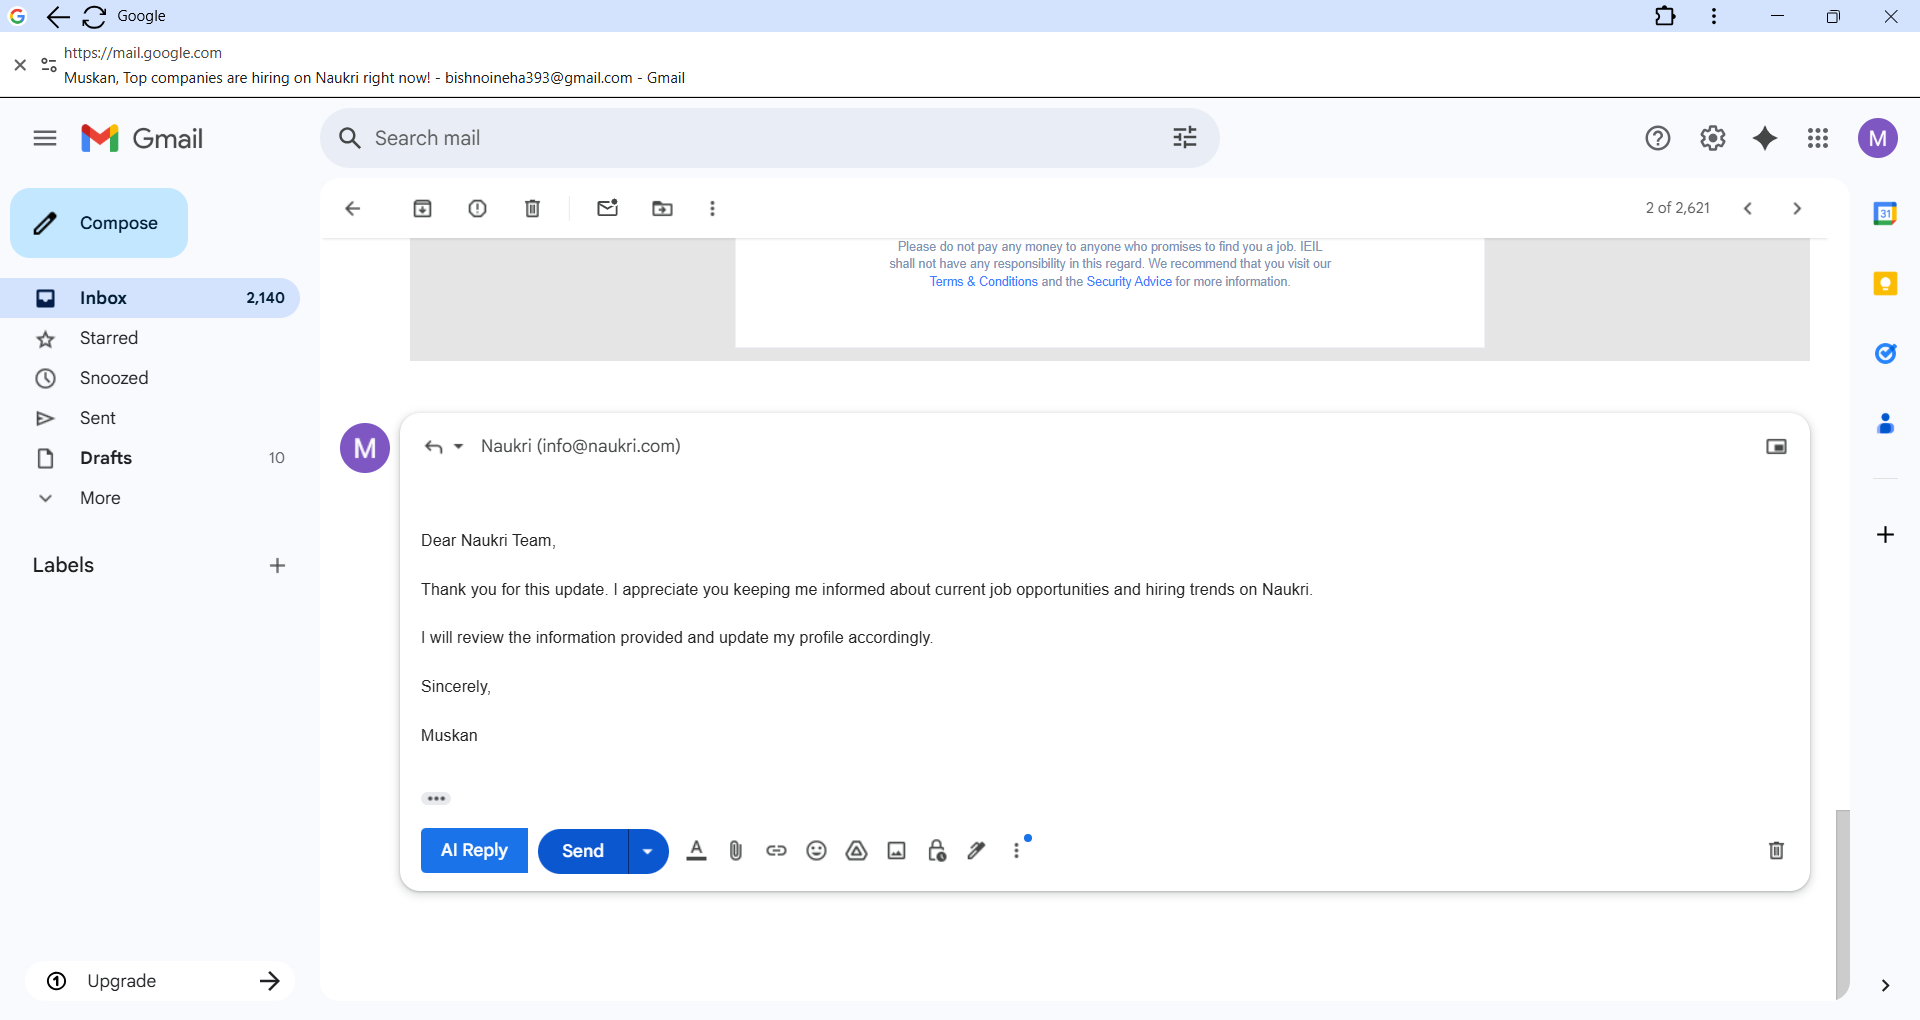 Google
https://mail.google.com
Muskan, Top companies are hiring on Naukri right now! - bishnoineha393@gmail.com - Gmail
Gmail
Search mail
M
Compose
2 of 2,621
31
Inbox 2,140
Starred
Snoozed
Sent
Drafts 10
More
Labels
Upgrade
Please do not pay any money to anyone who promises to find you a job. IEIL
shall not have any responsibility in this regard. We recommend that you visit our
Terms & Conditions and the Security Advice for more information.
M
Naukri (info@naukri.com)
Dear Naukri Team,
Thank you for this update. I appreciate you keeping me informed about current job opportunities and hiring trends on Naukri.
I will review the information provided and update my profile accordingly.
Sincerely,
Muskan
AI Reply
Send